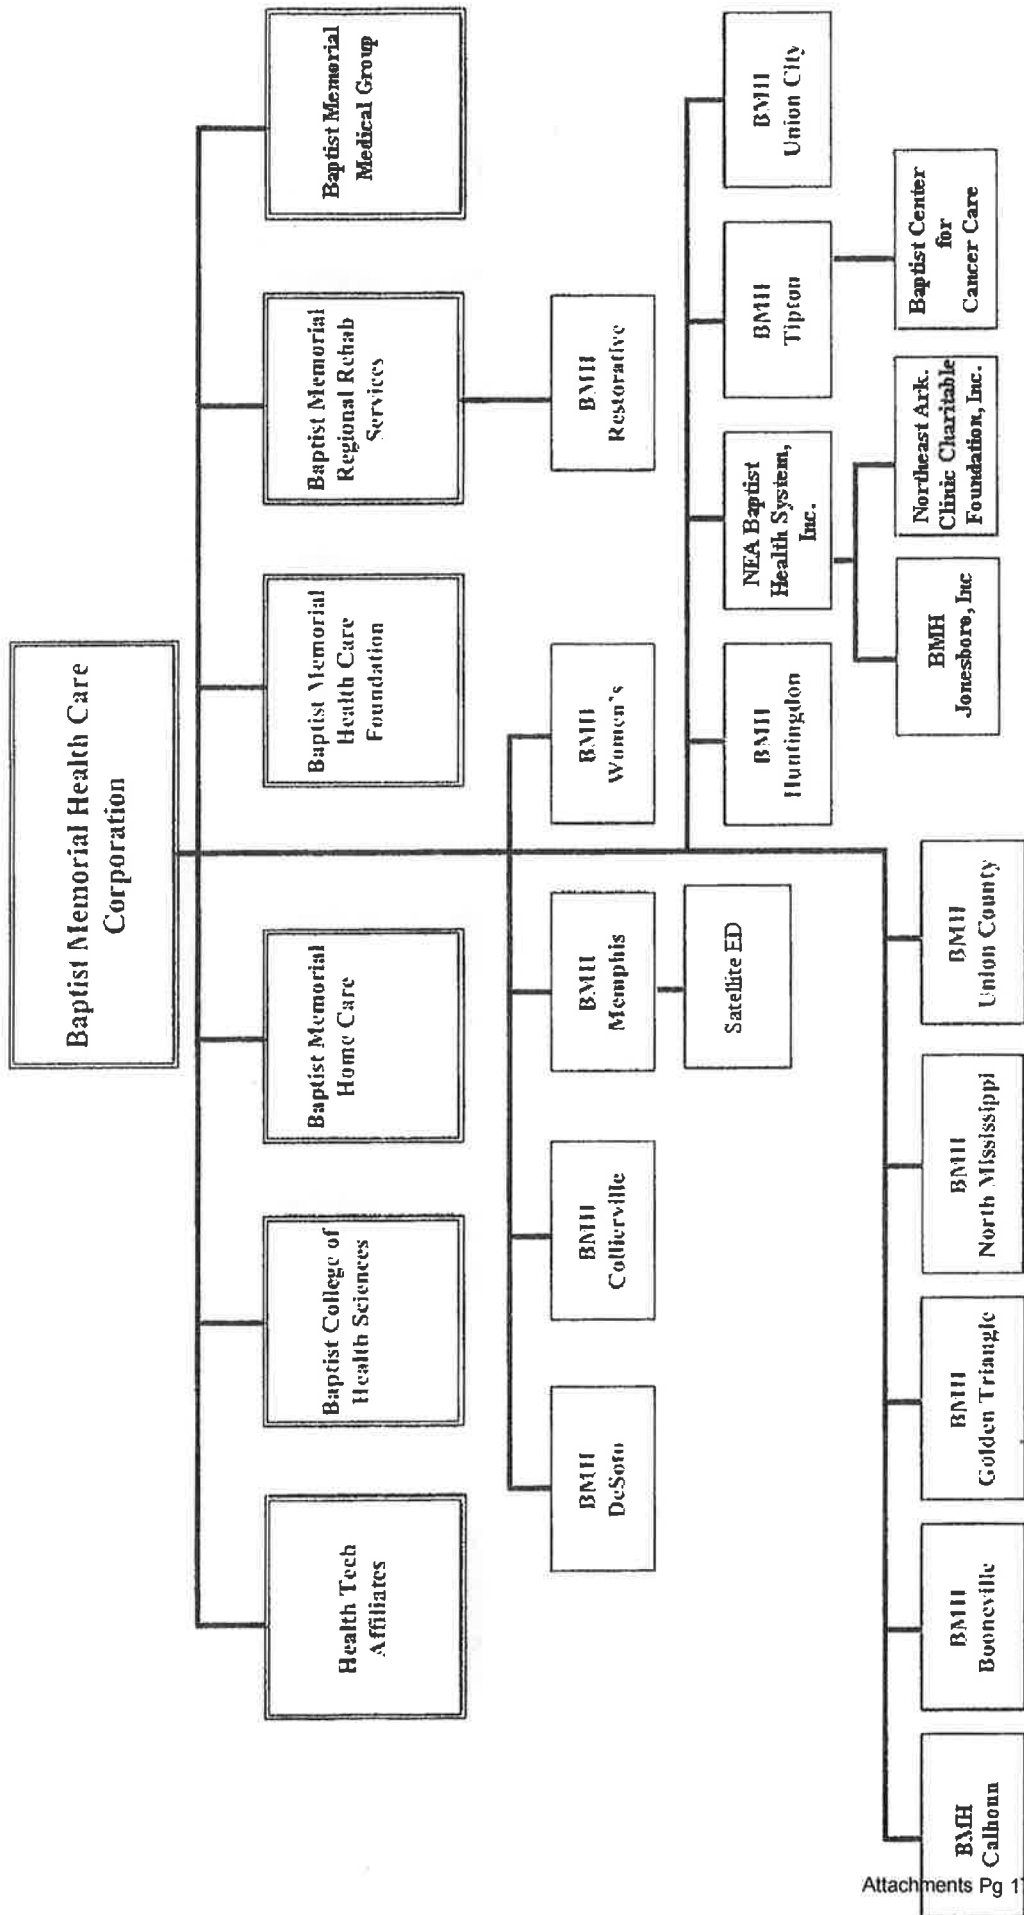 Baptist Memorial Health Care
Corporation
Health Tech
Affiliates
Baptist College of
Health Sciences
Baptist Memorial
Home Care
Baptist Memorial
Health Care
Foundation
Baptist Memorial
Regional Rehab
Services
Baptist Memorial
Medical Group
BMH
DeSoto
BMH
Collierville
BMH
Memphis
BMH
Women's
BMH
Restorative
Satellite ED
BMH
Huntingdon
NEA Baptist
Health System,
Inc.
BMH
Tipton
BMH
Union City
BMH
Jonesboro, Inc
Northeast Ark.
Clinic Charitable
Foundation, Inc.
Baptist Center
for
Cancer Care
BMH
Calhoun
BMH
Booneville
BMH
Golden Triangle
BMH
North Mississippi
BMH
Union County
Attachments Pg 17